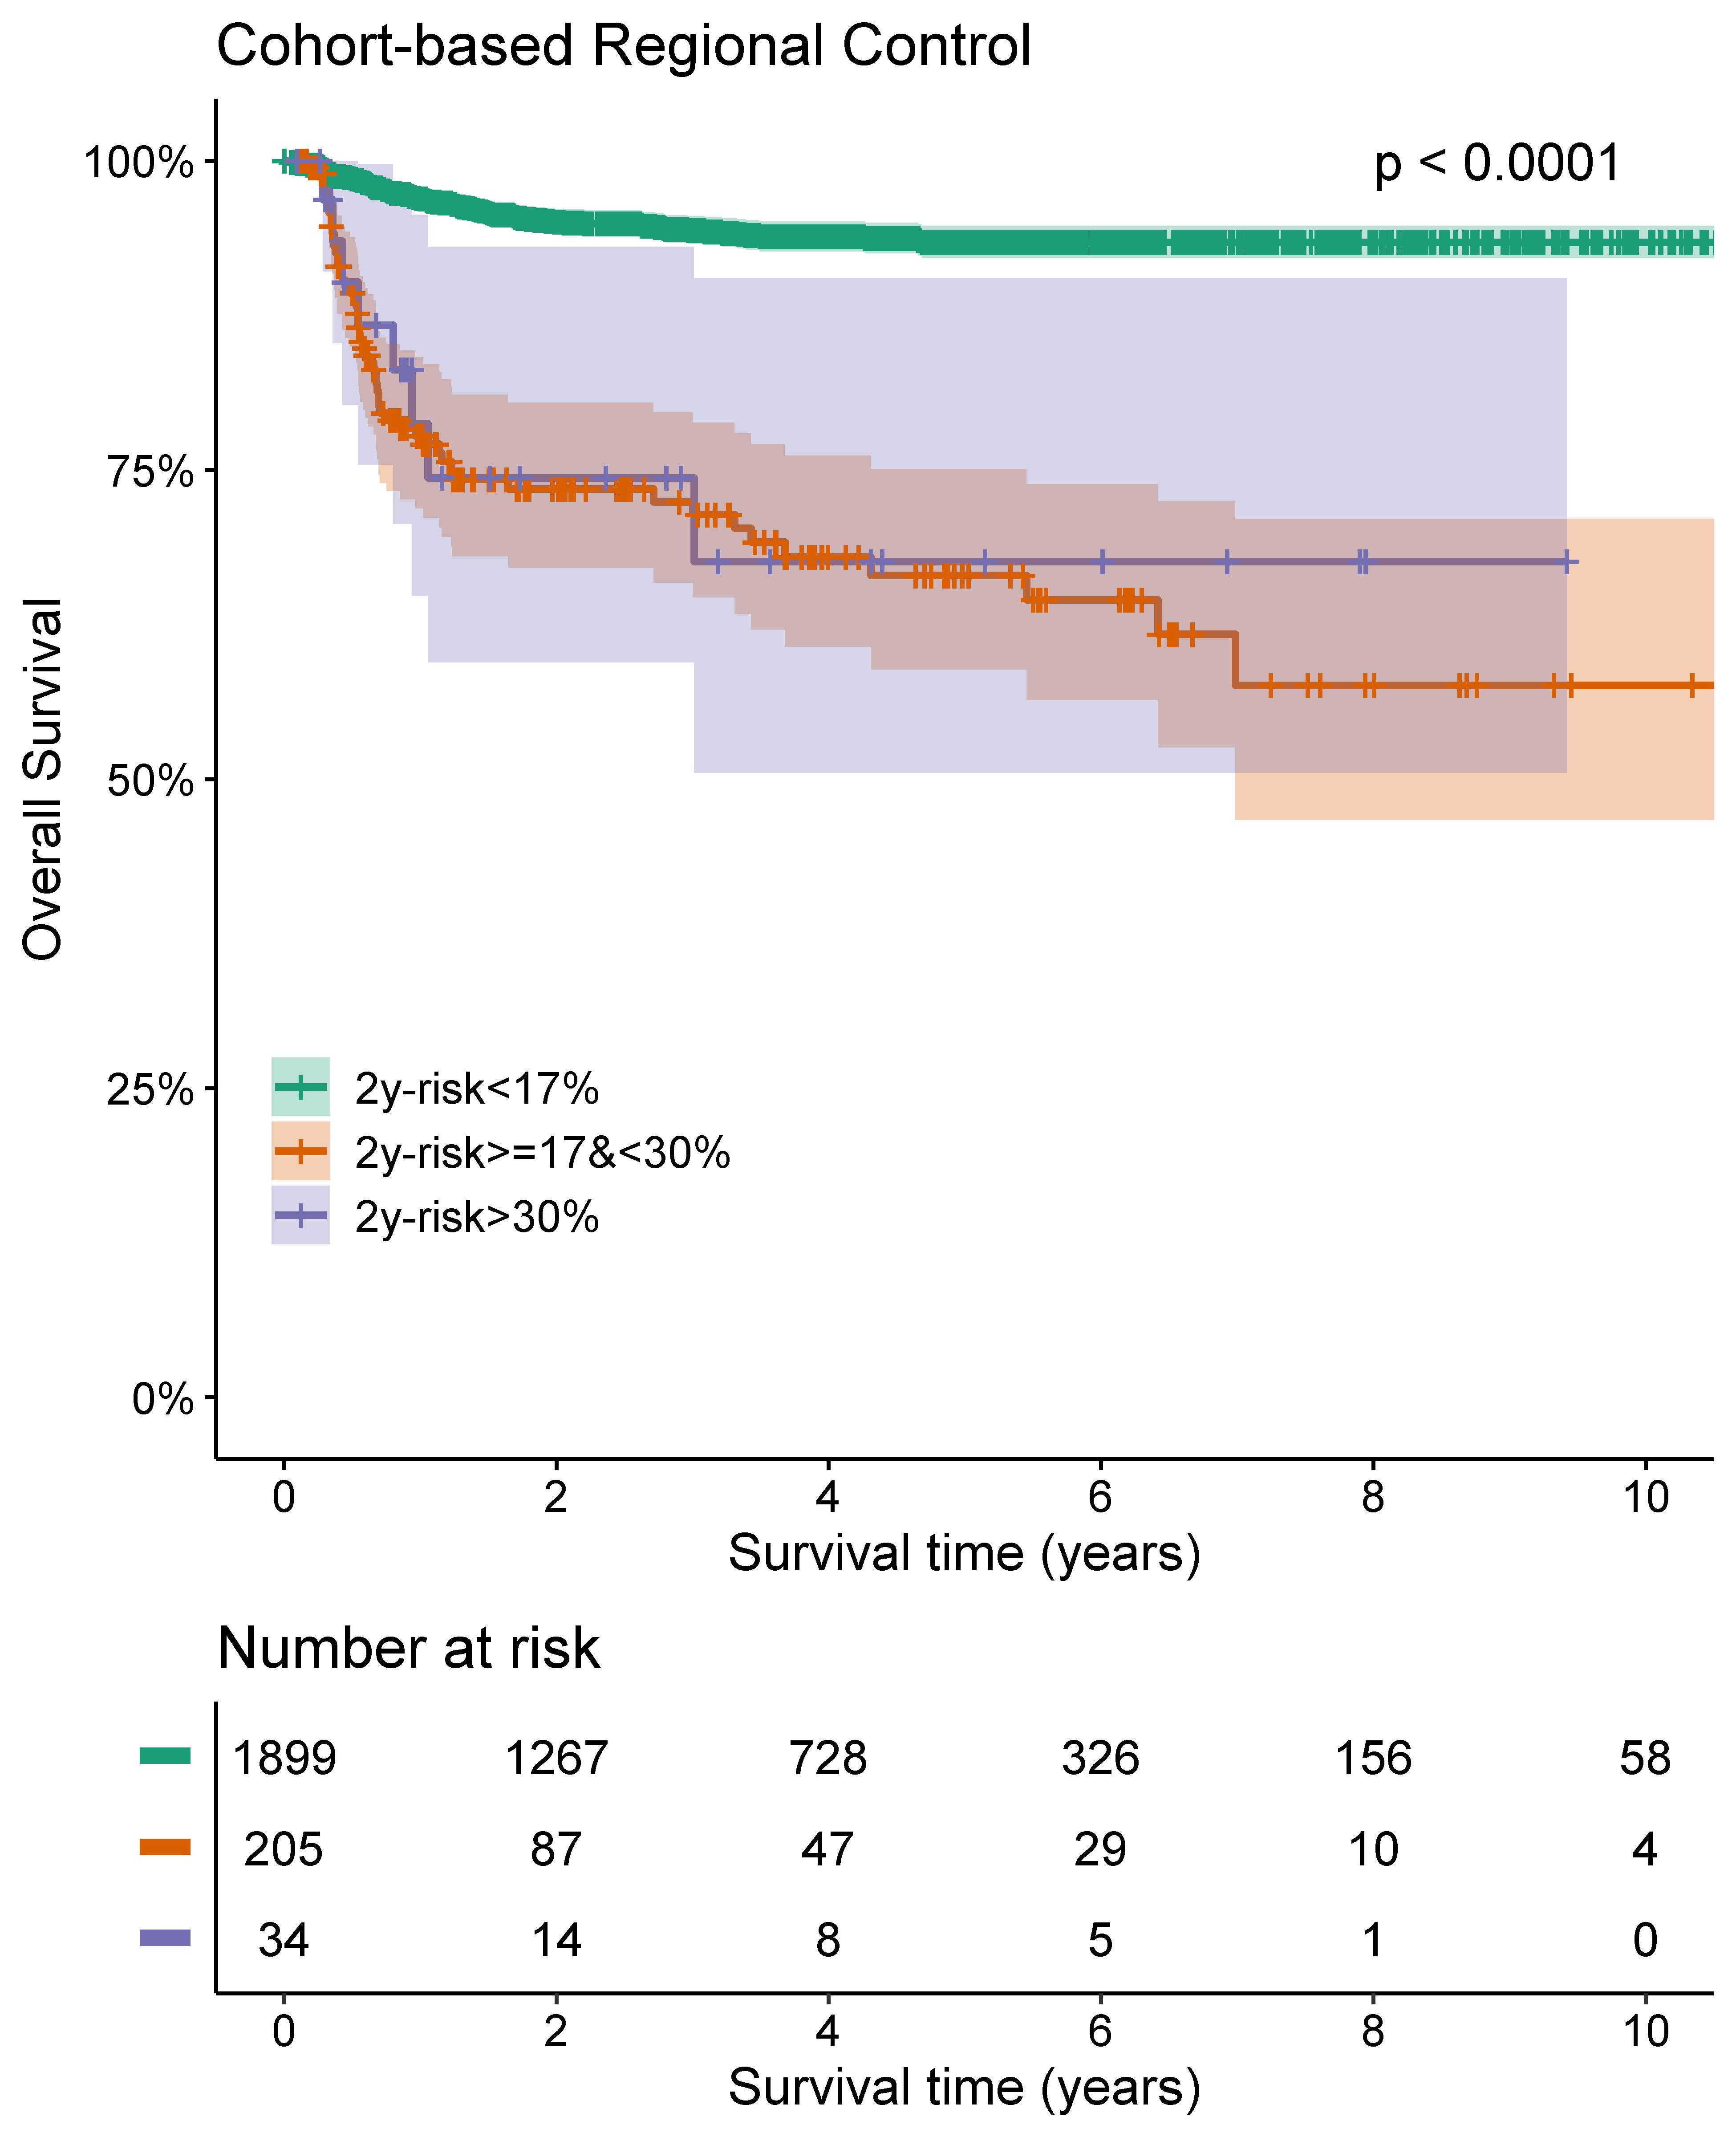 Cohort-based Regional Control
p < 0.0001
100%
75%
50%
25%
0%
Overall Survival
2y-risk<17%
2y-risk>=17&<30%
2y-risk>30%
0 2 4 6 8 10
Survival time (years)
Number at risk
1899 1267 728 326 156 58
205 87 47 29 10 4
34 14 8 5 1 0
0 2 4 6 8 10
Survival time (years)